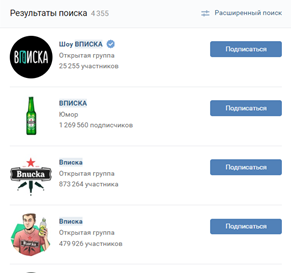 Результаты поиска 4 355
Расширенный поиск
ВПИСКА
Шоу ВПИСКА
Открытая группа
25 255 участников
Подписаться
ВПИСКА
Юмор
1 269 560 подписчиков
Подписаться
Вписка
Вписка
Открытая группа
873 264 участника
Подписаться
Вписка
Открытая группа
479 926 участников
Подписаться